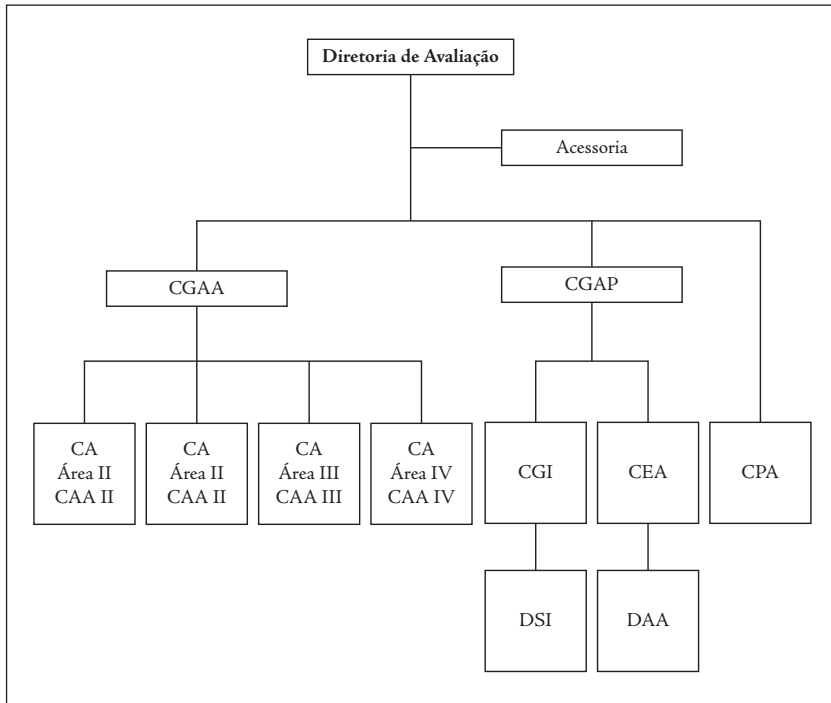 Diretoria de Avaliação
Acessoria
CGAA
CGAP
CA
Área II
CAA II
CA
Área II
CAA II
CA
Área III
CAA III
CA
Área IV
CAA IV
CGI
CEA
CPA
DSI
DAA